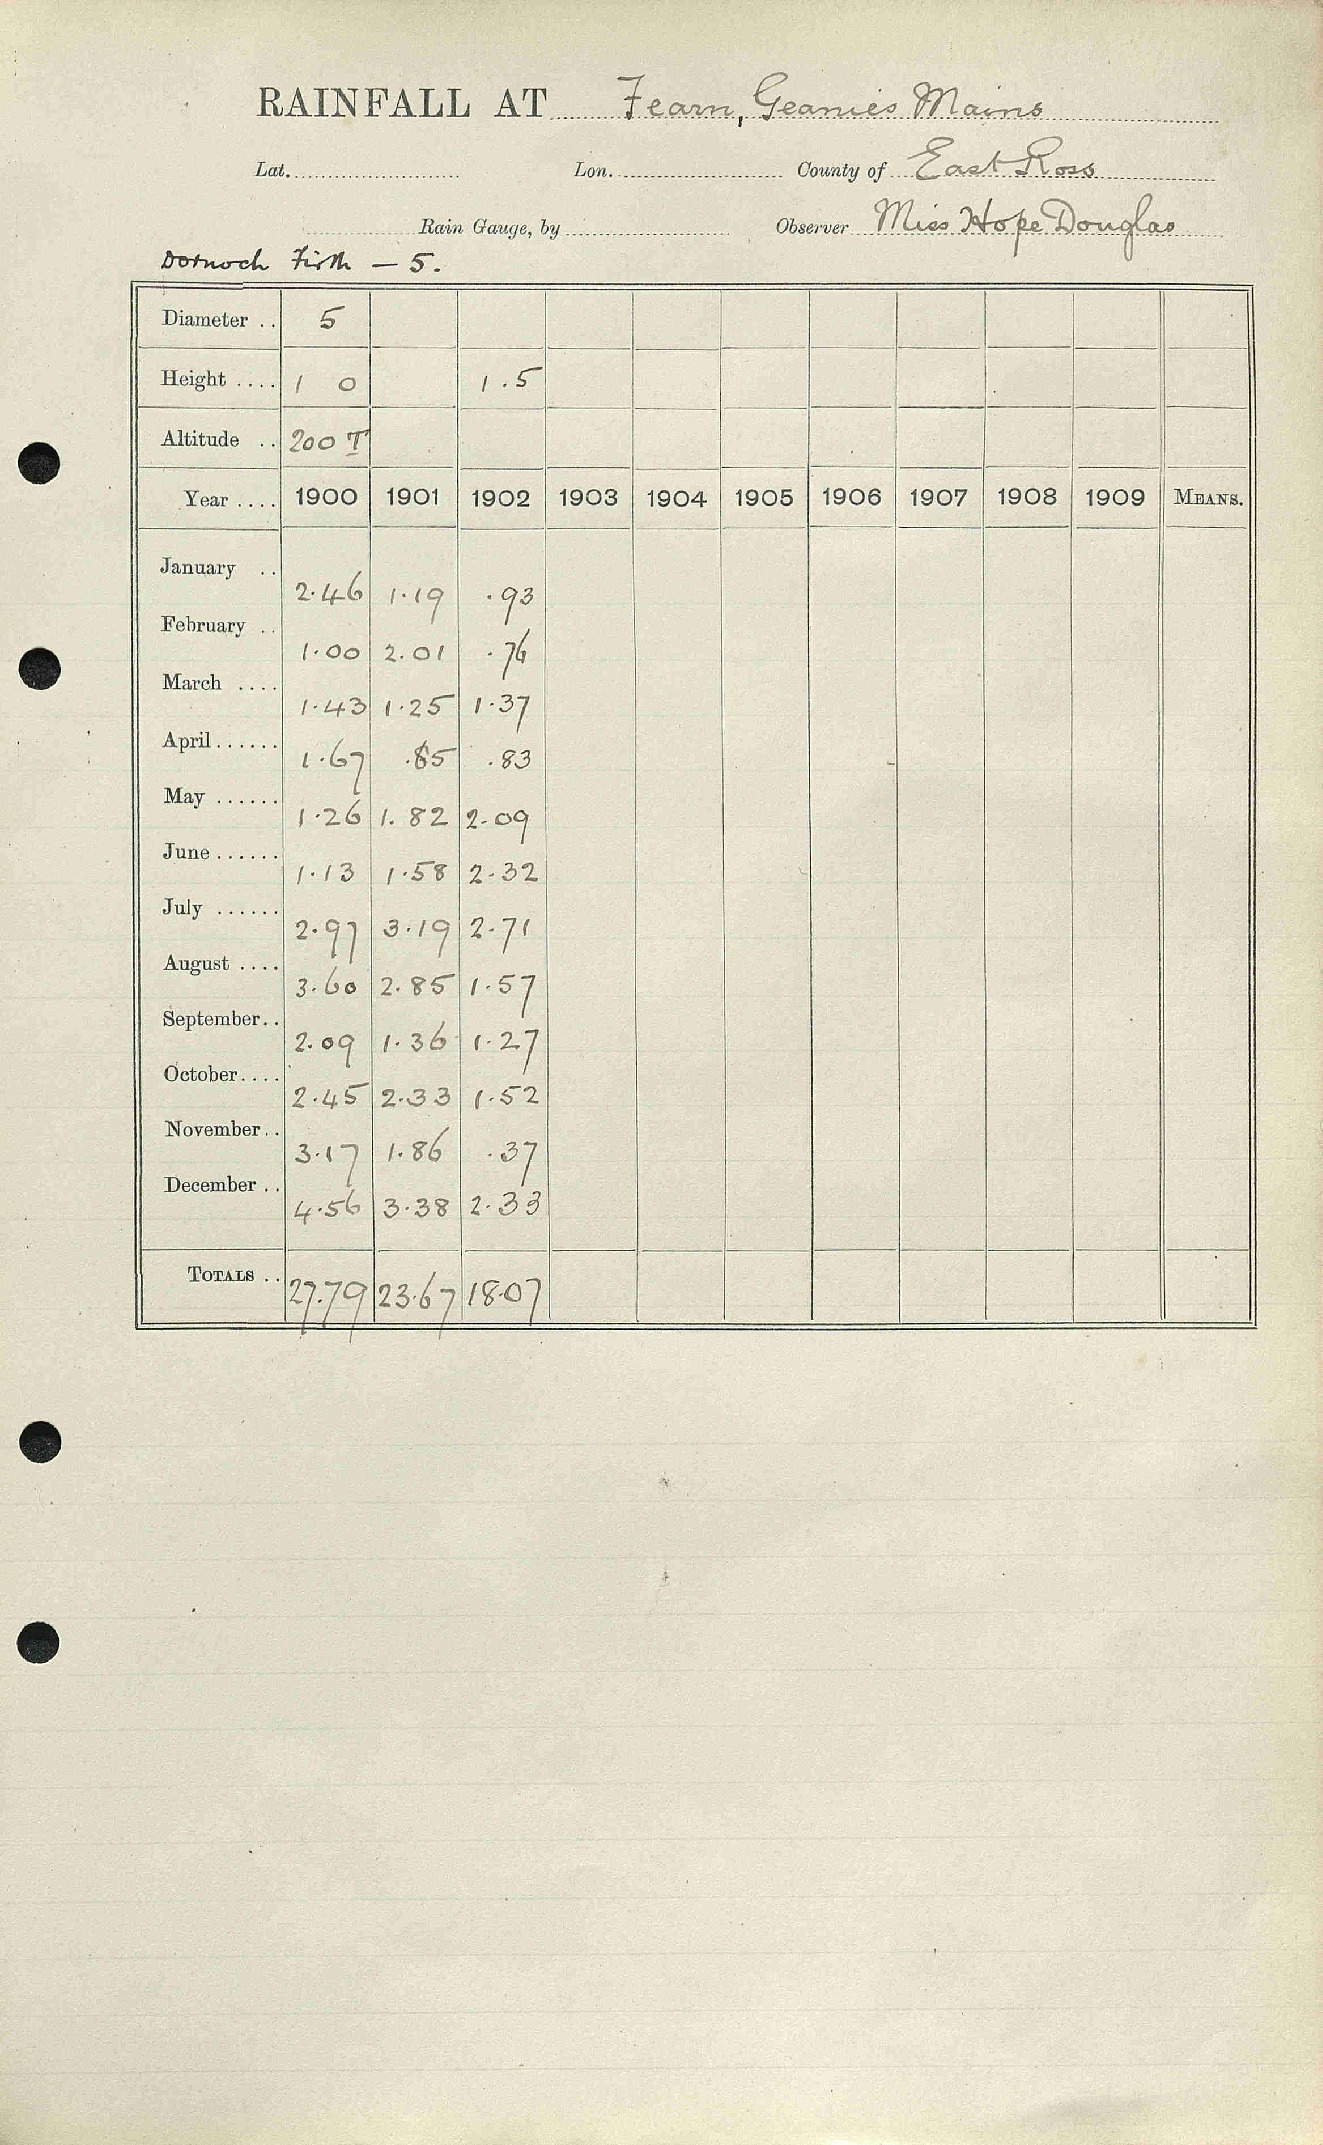 RAINFALL AT Fearn, Geanies Mains
Lat. Lon. County of East Ross
Rain Gauge, by Observer Miss Hope Douglas
Dornoch Firth — 5.
Diameter .. 5
Height .... 1 0 1.5
Altitude .. 200 T
Year .... 1900 1901 1902 1903 1904 1905 1906 1907 1908 1909 MEANS.
January .. 2.46 1.19 .93
February .. 1.00 2.01 .76
March .... 1.43 1.25 1.37
April...... 1.67 .85 .83
May ...... 1.26 1.82 2.09
June...... 1.13 1.58 2.32
July ...... 2.97 3.19 2.71
August .... 3.60 2.85 1.57
September.. 2.09 1.36 1.27
October.... 2.45 2.33 1.52
November.. 3.17 1.86 .37
December .. 4.56 3.38 2.33
TOTALS .. 27.79 23.67 18.07